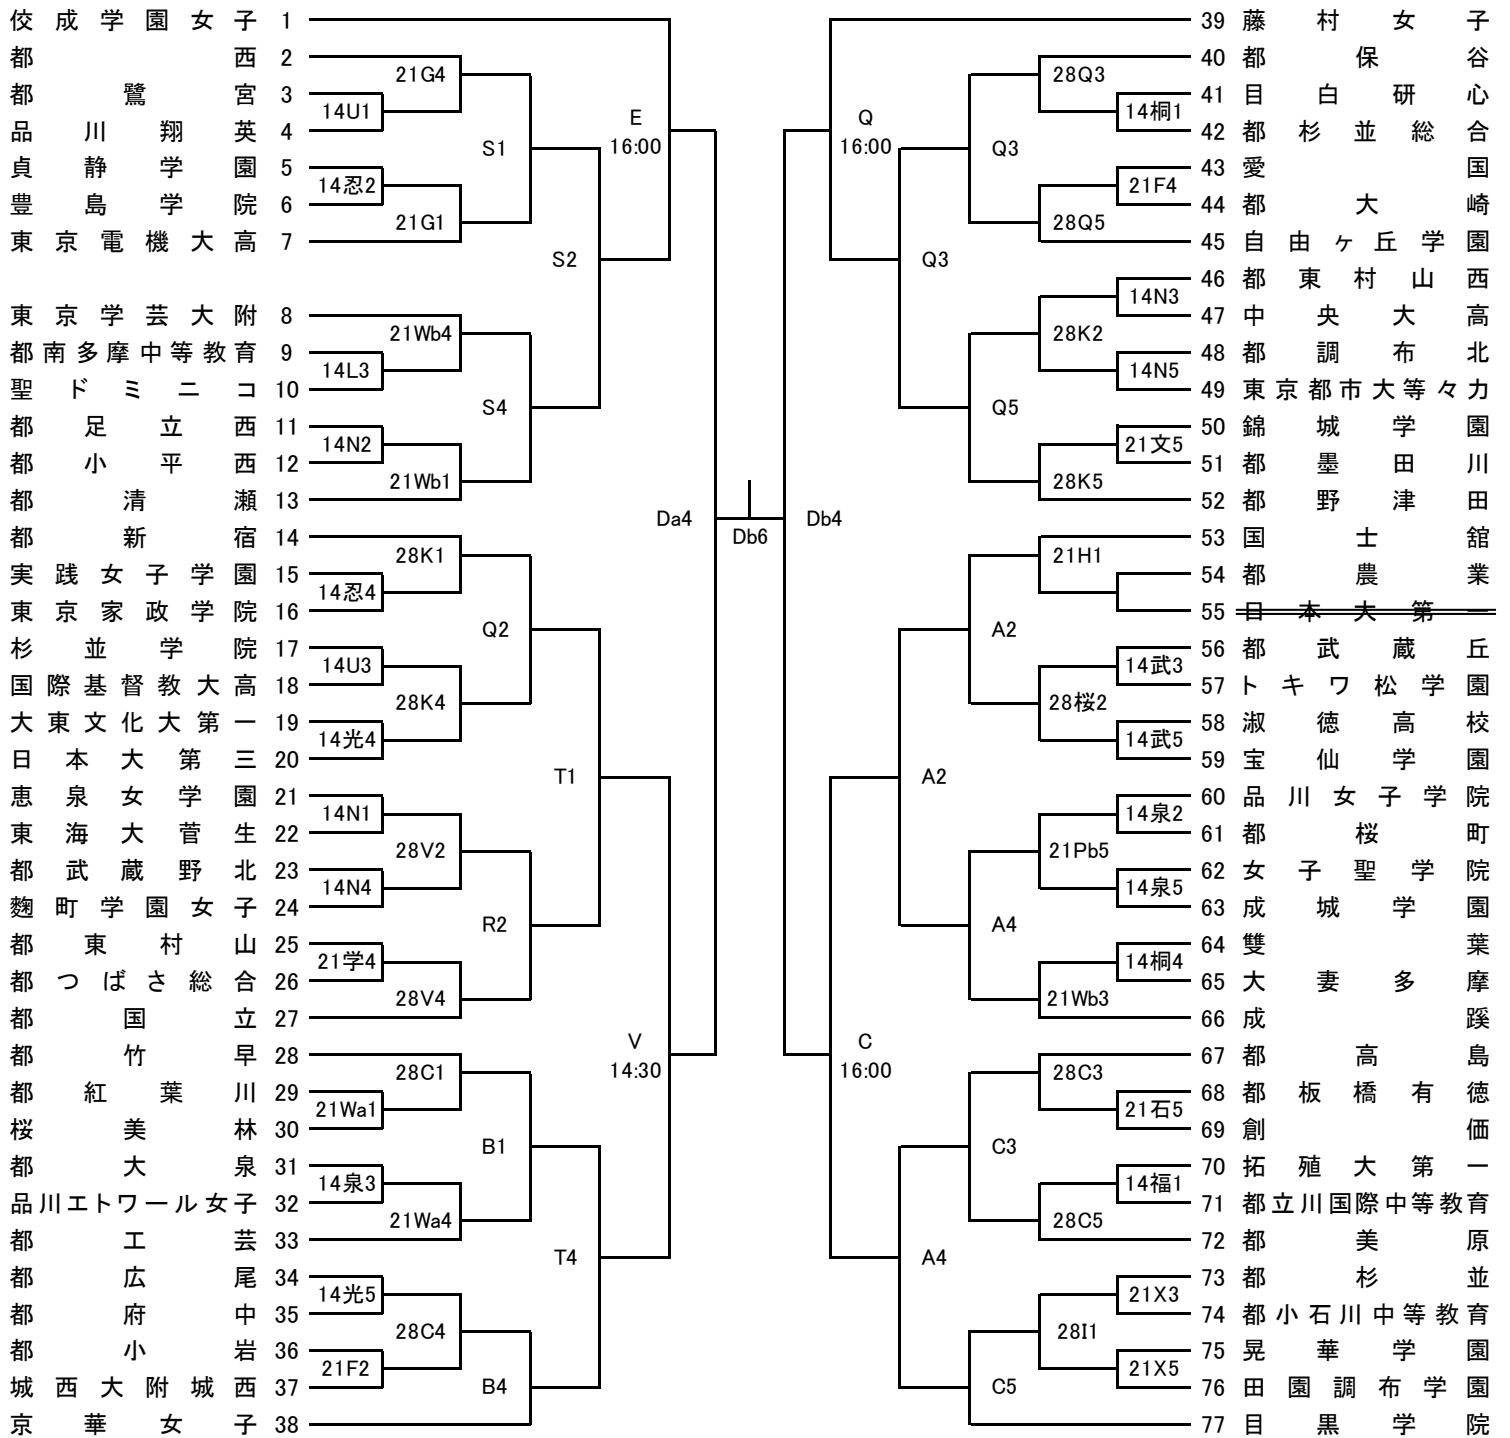 佼成学園女子 1
都西 2
21G4
都鷺宮 3
14U1
品川翔英 4
E
16:00
S1
貞静学園 5
14忍2
豊島学院 6
21G1
東京電機大高 7
S2
東京学芸大附 8
21Wb4
都南多摩中等教育 9
14L3
聖ドミニコ 10
S4
都足立西 11
14N2
都小平西 12
21Wb1
都清瀬 13
Da4
都新宿 14
28K1
実践女子学園 15
14忍4
東京家政学院 16
Q2
杉並学院 17
14U3
国際基督教大高 18
28K4
大東文化大第一 19
14光4
日本大第三 20
T1
恵泉女学園 21
14N1
東海大菅生 22
28V2
都武蔵野北 23
14N4
麴町学園女子 24
R2
都東村山 25
21学4
都つばさ総合 26
28V4
都国立 27
V
14:30
都竹早 28
28C1
都紅葉川 29
21Wa1
桜美林 30
B1
都大泉 31
14泉3
品川エトワール女子 32
21Wa4
都工芸 33
T4
都広尾 34
14光5
都府中 35
28C4
都小岩 36
21F2
城西大附城西 37
B4
京華女子 38
Db6
39 藤村女子
40 都保谷
28Q3
41 目白研心
14桐1
42 都杉並総合
Q
16:00
Q3
43 愛国
21F4
44 都大崎
28Q5
45 自由ヶ丘学園
Q3
46 都東村山西
14N3
47 中央大高
28K2
48 都調布北
14N5
49 東京都市大等々力
Q5
50 錦城学園
21文5
51 都墨田川
28K5
52 都野津田
Db4
53 国士舘
21H1
54 都農業
55 日本大第一
A2
56 都武蔵丘
14武3
57 トキワ松学園
28桜2
58 淑徳高校
14武5
59 宝仙学園
A2
60 品川女子学院
14泉2
61 都桜町
21Pb5
62 女子聖学院
14泉5
63 成城学園
A4
64 雙葉
14桐4
65 大妻多摩
21Wb3
66 成蹊
C
16:00
67 都高島
28C3
68 都板橋有徳
21石5
69 創価
C3
70 拓殖大第一
14福1
71 都立川国際中等教育
28C5
72 都美原
A4
73 都杉並
21X3
74 都小石川中等教育
28I1
75 晃華学園
21X5
76 田園調布学園
C5
77 目黒学院